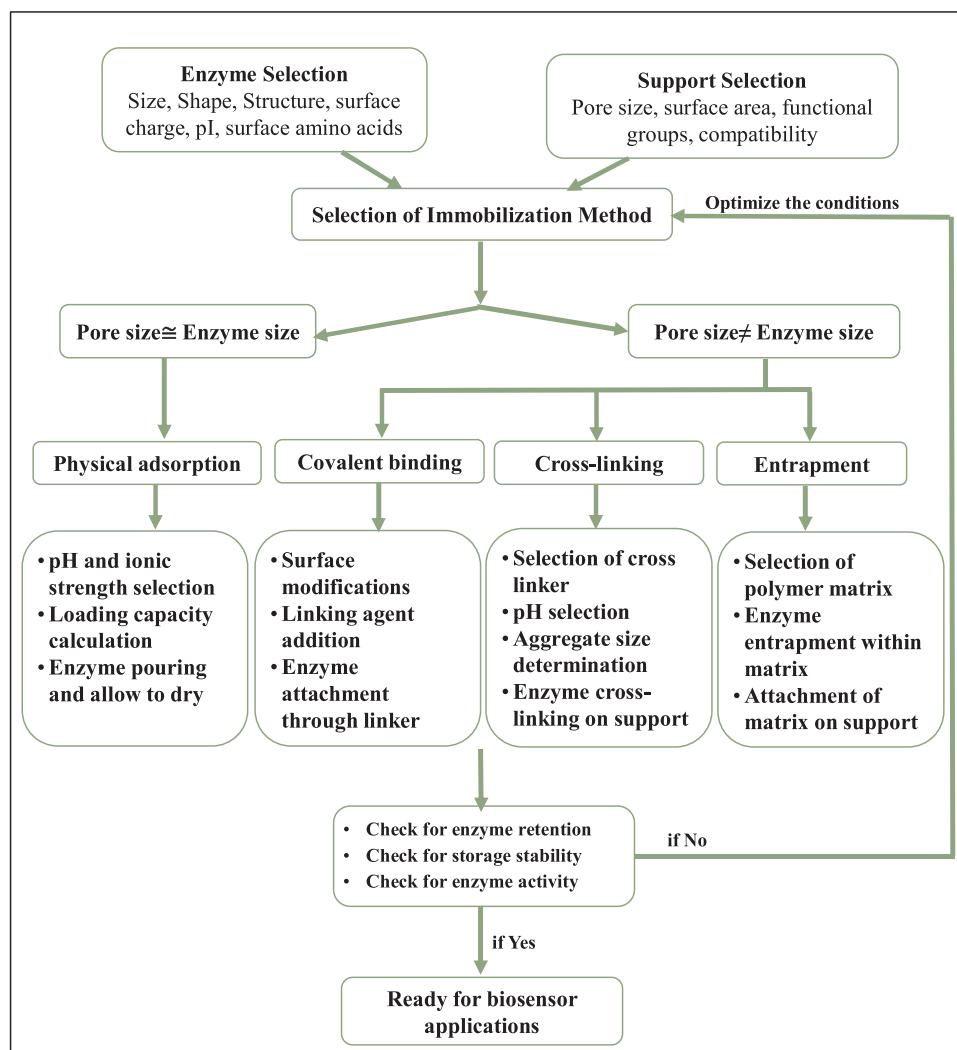 Enzyme Selection
Size, Shape, Structure, surface
charge, pI, surface amino acids
Support Selection
Pore size, surface area, functional
groups, compatibility
Selection of Immobilization Method
Optimize the conditions
Pore size≅ Enzyme size
Pore size≠ Enzyme size
Physical adsorption
Covalent binding
Cross-linking
Entrapment
• pH and ionic
strength selection
• Loading capacity
calculation
• Enzyme pouring
and allow to dry
• Surface
modifications
• Linking agent
addition
• Enzyme
attachment
through linker
• Selection of cross
linker
• pH selection
• Aggregate size
determination
• Enzyme cross-
linking on support
• Selection of
polymer matrix
• Enzyme
entrapment within
matrix
• Attachment of
matrix on support
• Check for enzyme retention
• Check for storage stability
• Check for enzyme activity
if No
if Yes
Ready for biosensor
applications